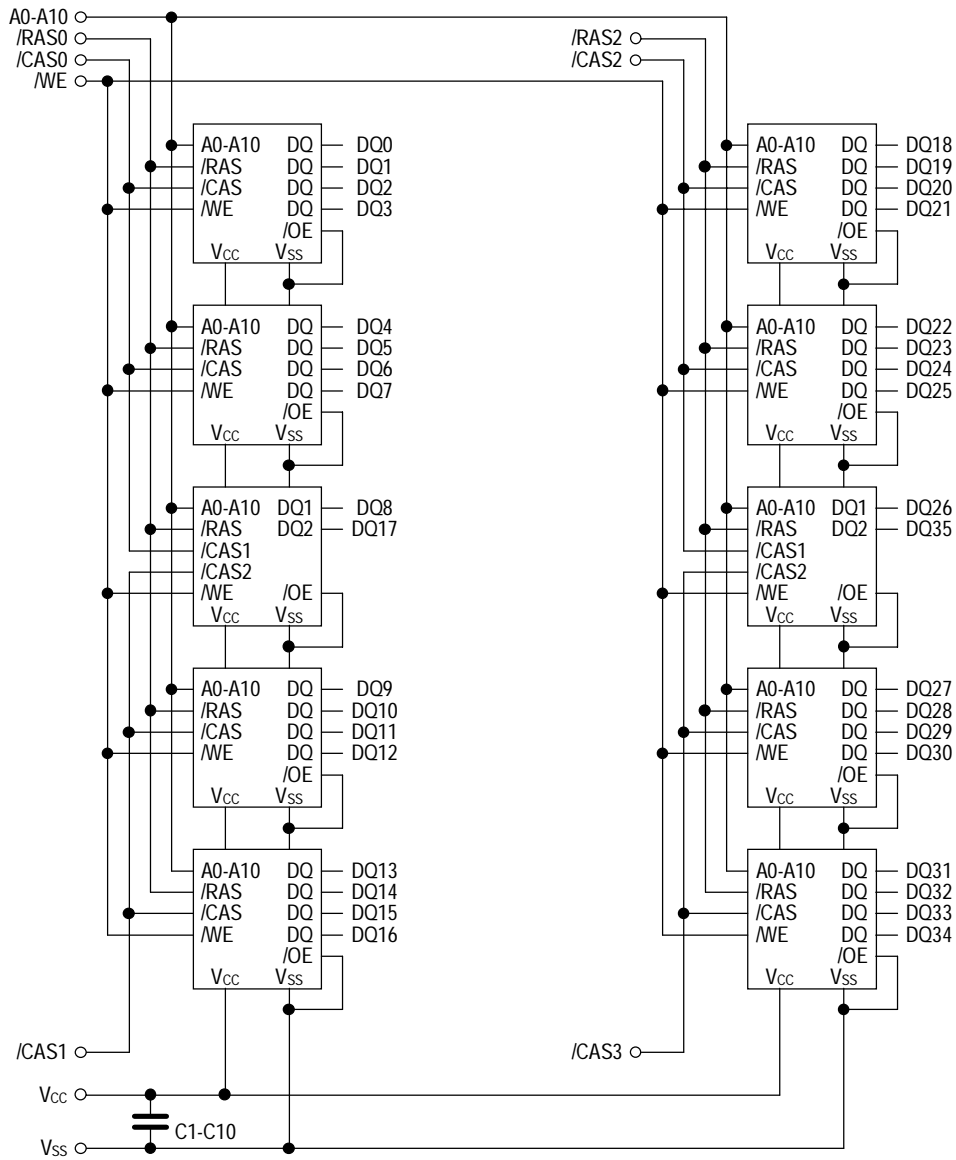 A0-A10
/RAS0 /RAS2
/CAS0 /CAS2
/WE
A0-A10 DQ DQ0 A0-A10 DQ DQ18
/RAS DQ DQ1 /RAS DQ DQ19
/CAS DQ DQ2 /CAS DQ DQ20
/WE DQ DQ3 /WE DQ DQ21
/OE /OE
VCC VSS VCC VSS
A0-A10 DQ DQ4 A0-A10 DQ DQ22
/RAS DQ DQ5 /RAS DQ DQ23
/CAS DQ DQ6 /CAS DQ DQ24
/WE DQ DQ7 /WE DQ DQ25
/OE /OE
VCC VSS VCC VSS
A0-A10 DQ1 DQ8 A0-A10 DQ1 DQ26
/RAS DQ2 DQ17 /RAS DQ2 DQ35
/CAS1 /CAS1
/CAS2 /CAS2
/WE /OE /WE /OE
VCC VSS VCC VSS
A0-A10 DQ DQ9 A0-A10 DQ DQ27
/RAS DQ DQ10 /RAS DQ DQ28
/CAS DQ DQ11 /CAS DQ DQ29
/WE DQ DQ12 /WE DQ DQ30
/OE /OE
VCC VSS VCC VSS
A0-A10 DQ DQ13 A0-A10 DQ DQ31
/RAS DQ DQ14 /RAS DQ DQ32
/CAS DQ DQ15 /CAS DQ DQ33
/WE DQ DQ16 /WE DQ DQ34
/OE /OE
VCC VSS VCC VSS
/CAS1 /CAS3
VCC
C1-C10
VSS